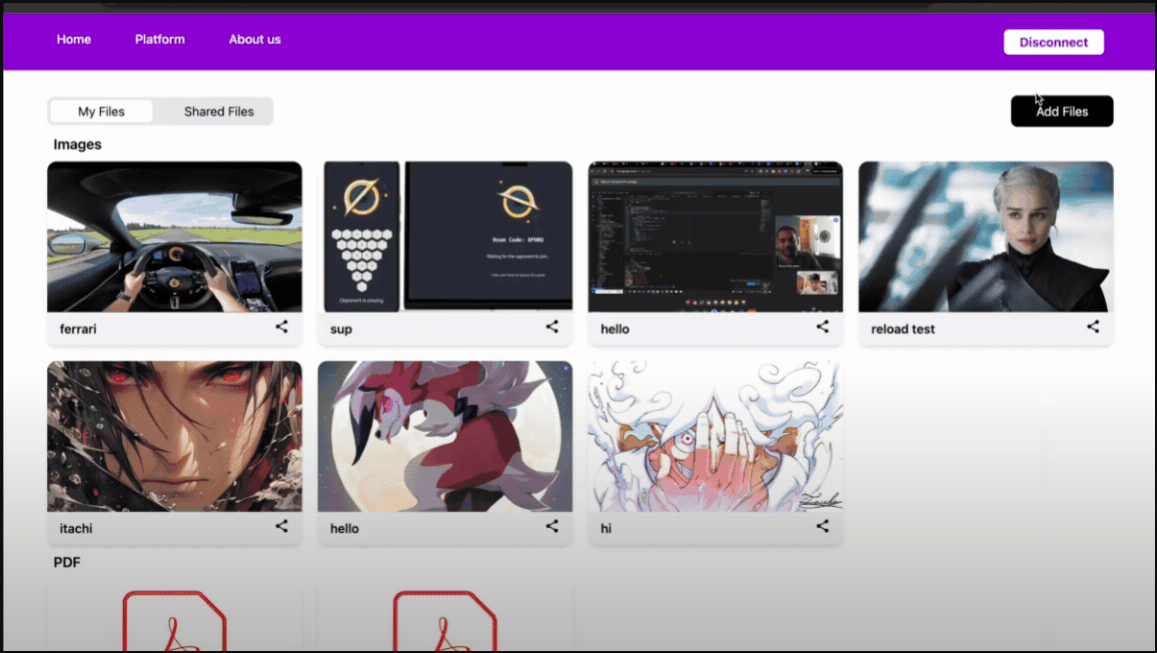 Home Platform About us Disconnect
My Files Shared Files Add Files
Images
Room Code: 
Waiting for the opponent to join...
Opponent is playing
ferrari sup hello reload test
itachi hello hi
PDF